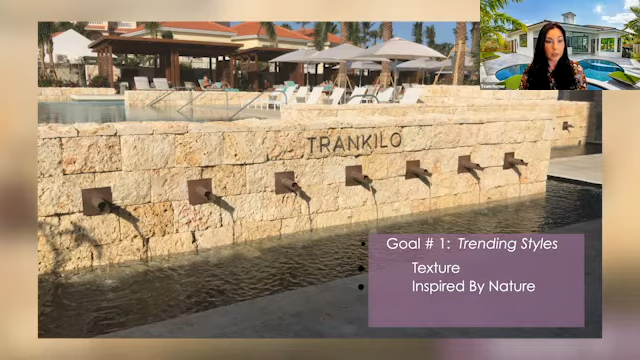 TRANKILO
Goal # 1: Trending Styles
Texture
Inspired By Nature